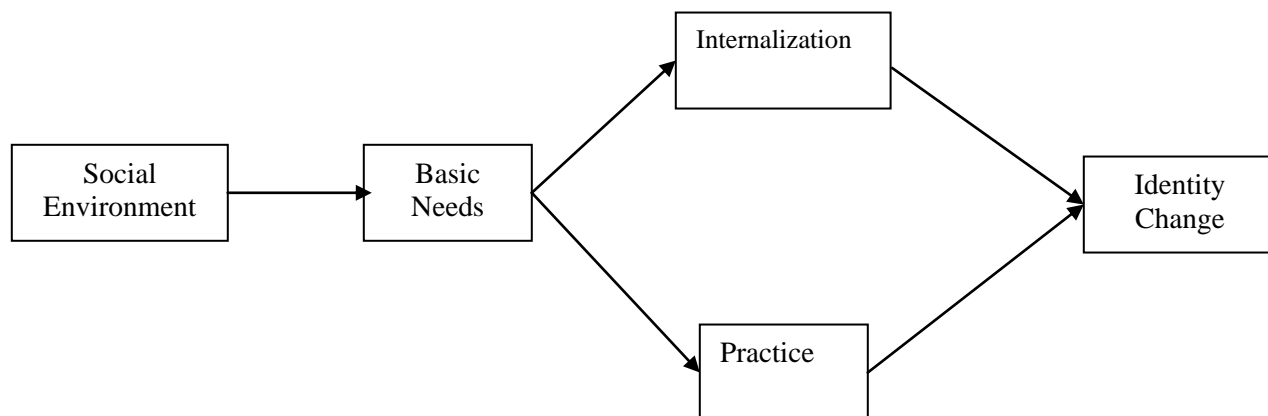 Internalization
Social
Environment
Basic
Needs
Identity
Change
Practice